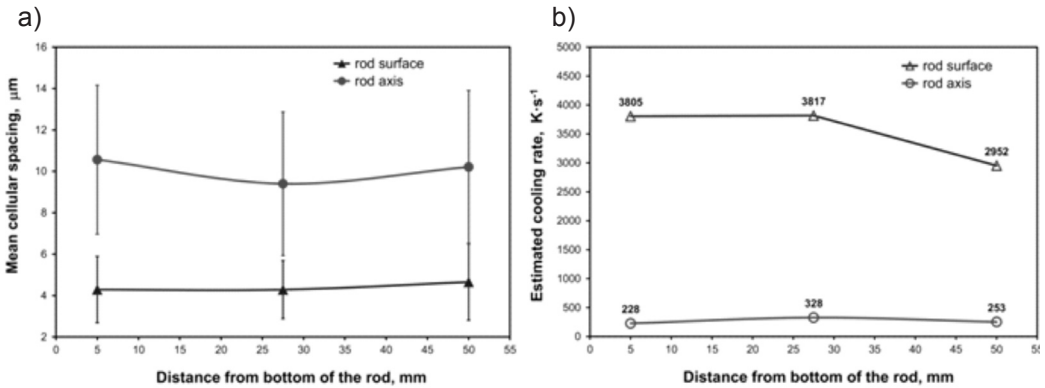 a)
16
14
12
10
8
6
4
2
Mean cellular spacing, μm
rod surface
rod axis
0 5 10 15 20 25 30 35 40 45 50 55
Distance from bottom of the rod, mm
b)
5000
4500
4000
3500
3000
2500
2000
1500
1000
500
0
Estimated cooling rate, K·s⁻¹
rod surface
rod axis
3805
3817
2952
228
328
253
0 5 10 15 20 25 30 35 40 45 50 55
Distance from bottom of the rod, mm